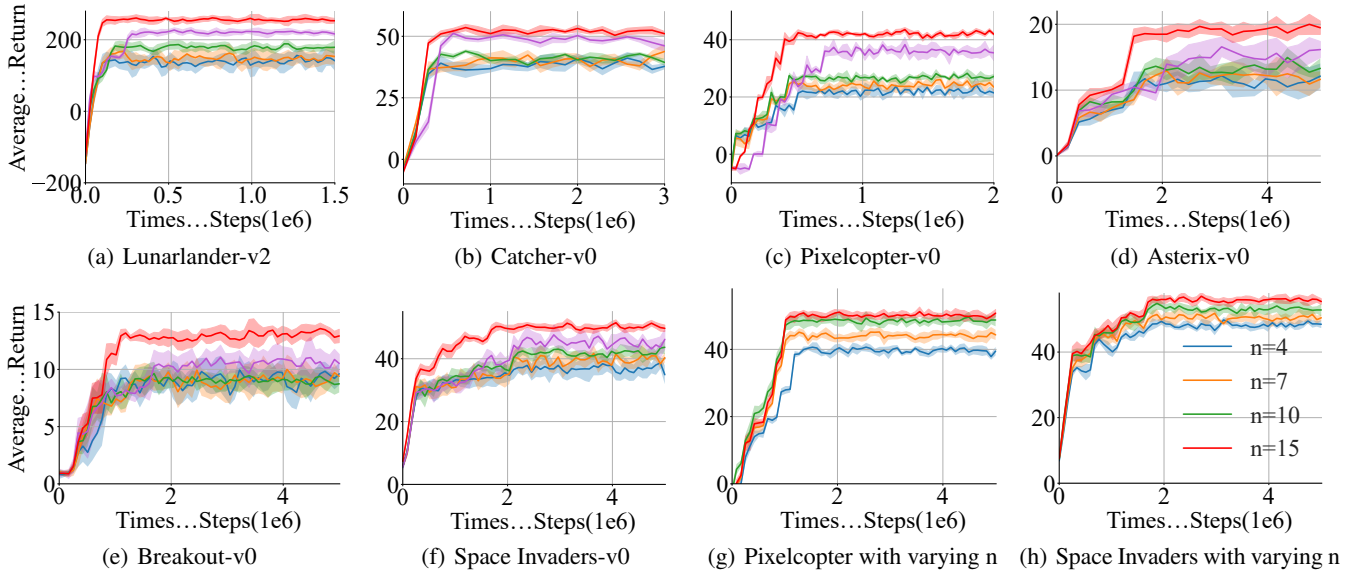 Average...Return
200
0
−200
0.0
0.5
1.0
1.5
Times...Steps(1e6)
(a) Lunarlander-v2
50
25
0
0
1
2
3
Times...Steps(1e6)
(b) Catcher-v0
40
20
0
0
1
2
Times...Steps(1e6)
(c) Pixelcopter-v0
20
10
0
0
2
4
Times...Steps(1e6)
(d) Asterix-v0
Average...Return
15
10
5
0
0
2
4
Times...Steps(1e6)
(e) Breakout-v0
40
20
0
0
2
4
Times...Steps(1e6)
(f) Space Invaders-v0
40
20
0
0
2
4
Times...Steps(1e6)
(g) Pixelcopter with varying n
40
20
0
0
2
4
n=4
n=7
n=10
n=15
Times...Steps(1e6)
(h) Space Invaders with varying n